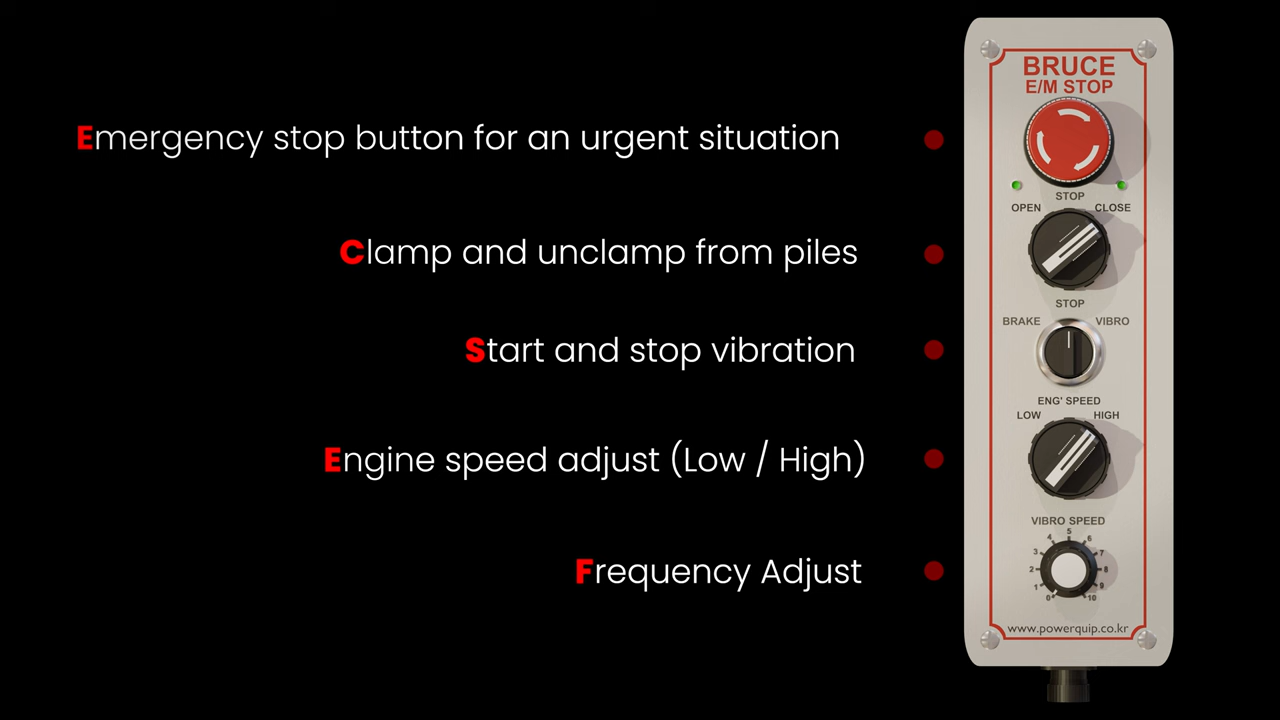 BRUCE
E/M STOP
Emergency stop button for an urgent situation
STOP
OPEN CLOSE
Clamp and unclamp from piles
STOP
BRAKE VIBRO
Start and stop vibration
ENG' SPEED
LOW HIGH
Engine speed adjust (Low / High)
VIBRO SPEED
0 1 2 3 4 5 6 7 8 9 10
Frequency Adjust
www.powerquip.co.kr